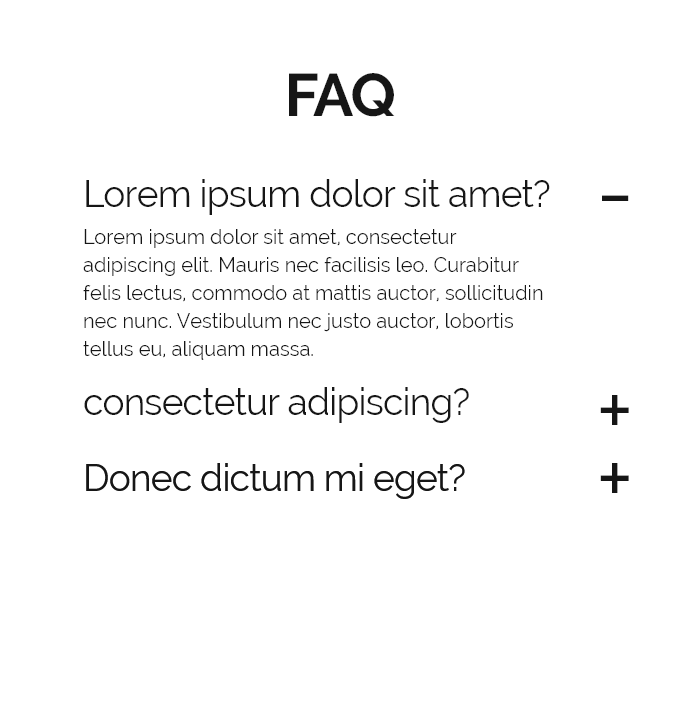 FAQ
Lorem ipsum dolor sit amet? −
Lorem ipsum dolor sit amet, consectetur
adipiscing elit. Mauris nec facilisis leo. Curabitur
felis lectus, commodo at mattis auctor, sollicitudin
nec nunc. Vestibulum nec justo auctor, lobortis
tellus eu, aliquam massa.
consectetur adipiscing? +
Donec dictum mi eget? +